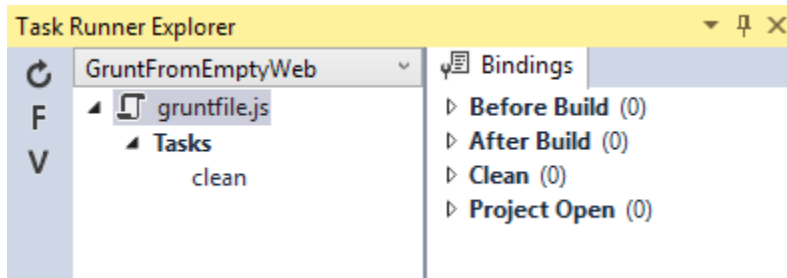 Task Runner Explorer
GruntFromEmptyWeb
F
V
gruntfile.js
Tasks
clean
Bindings
Before Build (0)
After Build (0)
Clean (0)
Project Open (0)